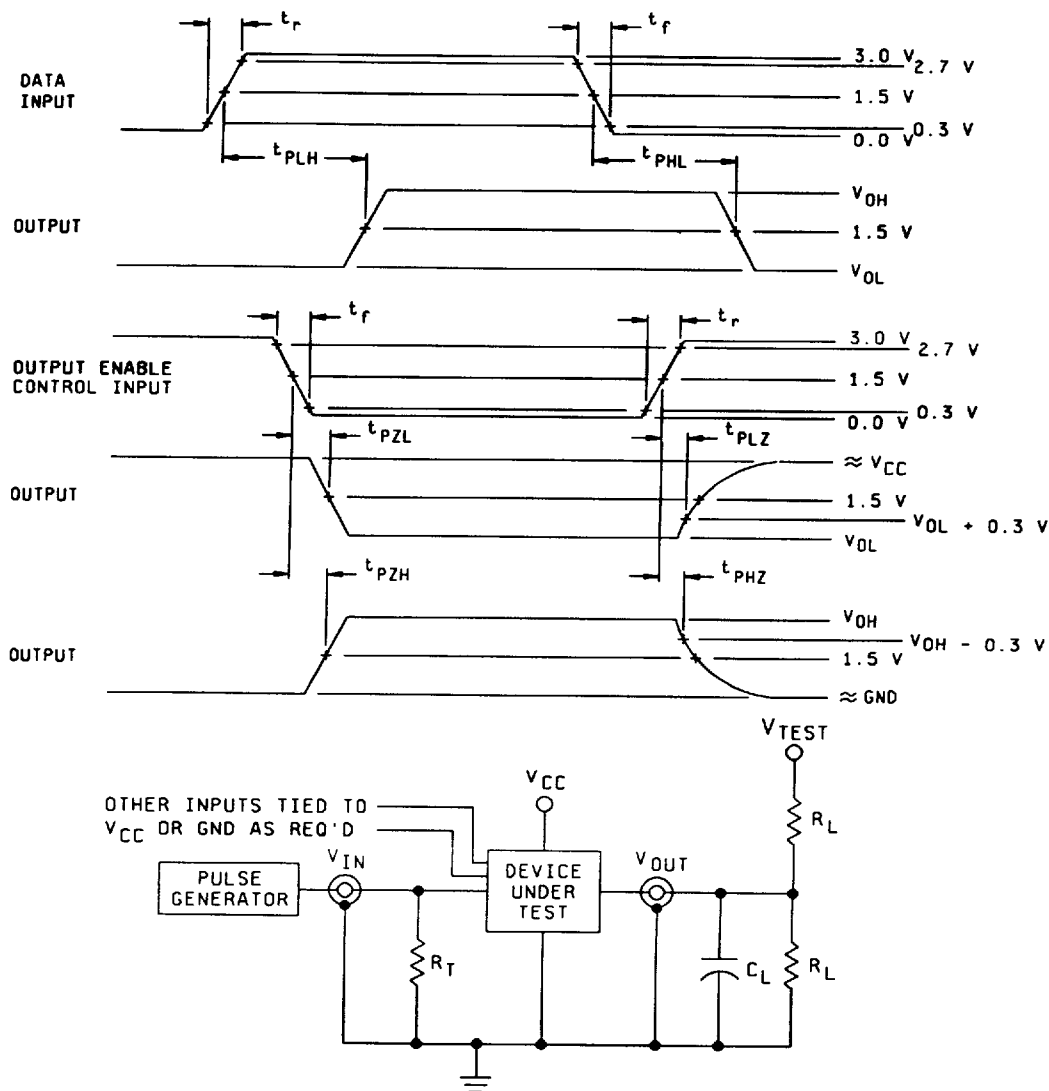 t_r
t_f
DATA INPUT
3.0 V
2.7 V
1.5 V
0.3 V
0.0 V
t_PLH
t_PHL
OUTPUT
V_OH
1.5 V
V_OL
t_f
t_r
OUTPUT ENABLE
CONTROL INPUT
3.0 V
2.7 V
1.5 V
0.3 V
0.0 V
t_PZL
t_PLZ
OUTPUT
≈ V_CC
1.5 V
V_OL + 0.3 V
V_OL
t_PZH
t_PHZ
OUTPUT
V_OH
V_OH - 0.3 V
1.5 V
≈ GND
V_TEST
V_CC
R_L
OTHER INPUTS TIED TO
V_CC OR GND AS REQ'D
V_IN
V_OUT
PULSE
GENERATOR
DEVICE
UNDER
TEST
R_T
C_L
R_L